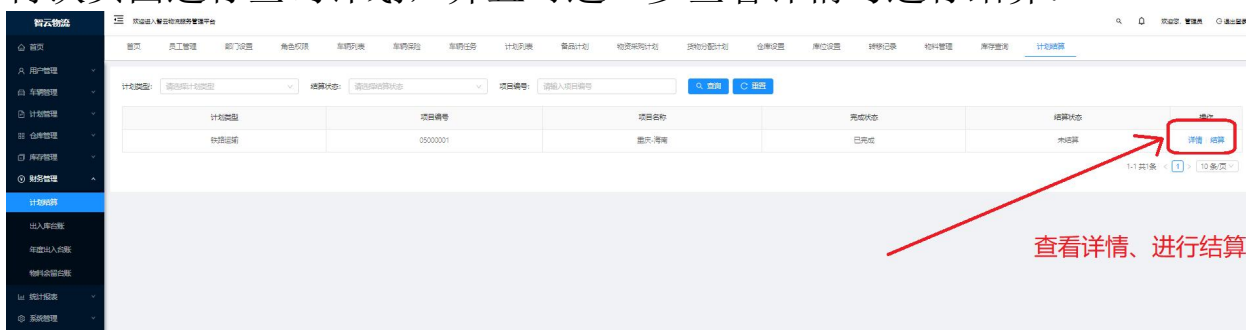 智云物流
欢迎进入智云物流服务管理平台
欢迎您, 管理员 退出登录
首页 员工管理 部门设置 角色权限 车辆列表 车辆保险 车辆任务 计划列表 备品计划 物资采购计划 货物分配计划 仓库设置 库位设置 转移记录 物料管理 库存查询 计划结算
首页
用户管理
车辆管理
计划管理
仓库管理
库存管理
财务管理
计划结算
出入库台账
年度出入台账
物料余留台账
统计报表
系统管理
计划类型: 请选择计划类型 结算状态: 请选择结算状态 项目编号: 请输入项目编号 查询 重置
计划类型 项目编号 项目名称 完成状态 结算状态 操作
铁路运输 05000001 重庆-海南 已完成 未结算 详情 结算
1-1 共1条 < 1 > 10 条/页
查看详情、进行结算